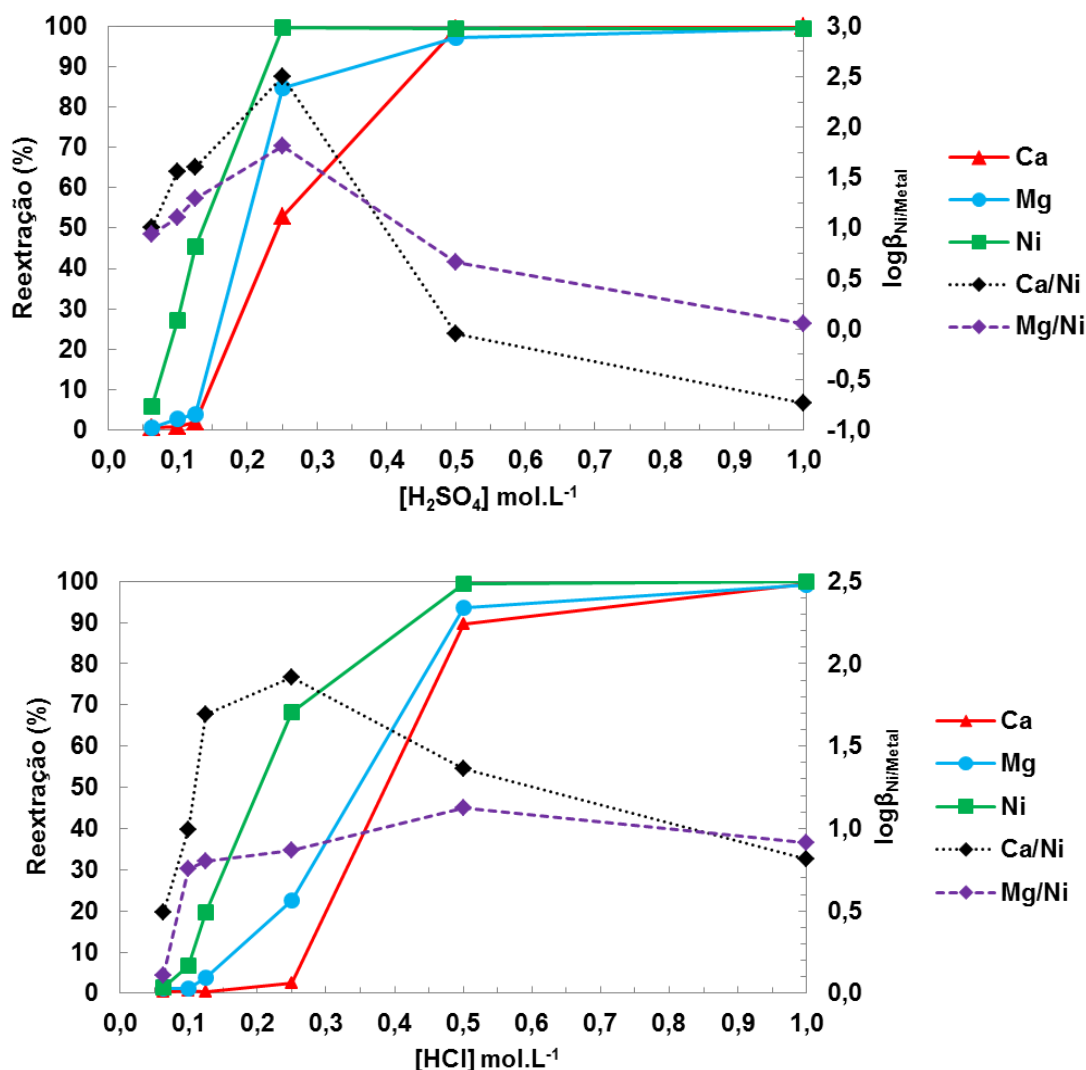 Reextração (%)
100
90
80
70
60
50
40
30
20
10
0
3,0
2,5
2,0
1,5
1,0
0,5
0,0
-0,5
-1,0
logβNi/Metal
0,0 0,1 0,2 0,3 0,4 0,5 0,6 0,7 0,8 0,9 1,0
[H₂SO₄] mol.L⁻¹
Ca
Mg
Ni
Ca/Ni
Mg/Ni
Reextração (%)
100
90
80
70
60
50
40
30
20
10
0
2,5
2,0
1,5
1,0
0,5
0,0
logβNi/Metal
0,0 0,1 0,2 0,3 0,4 0,5 0,6 0,7 0,8 0,9 1,0
[HCl] mol.L⁻¹
Ca
Mg
Ni
Ca/Ni
Mg/Ni